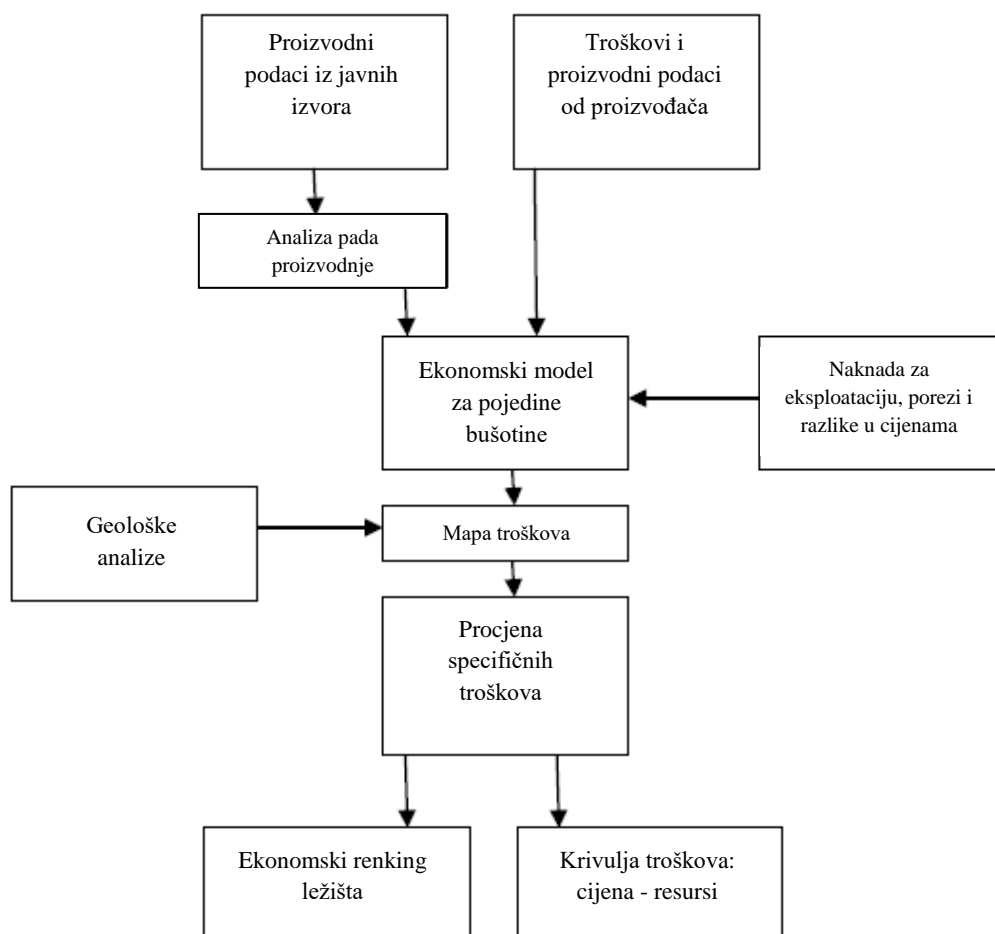 Proizvodni
podaci iz javnih
izvora
Troškovi i
proizvodni podaci
od proizvođača
Analiza pada
proizvodnje
Ekonomski model
za pojedine
bušotine
Naknada za
eksploataciju, porezi i
razlike u cijenama
Geološke
analize
Mapa troškova
Procjena
specifičnih
troškova
Ekonomski renking
ležišta
Krivulja troškova:
cijena - resursi